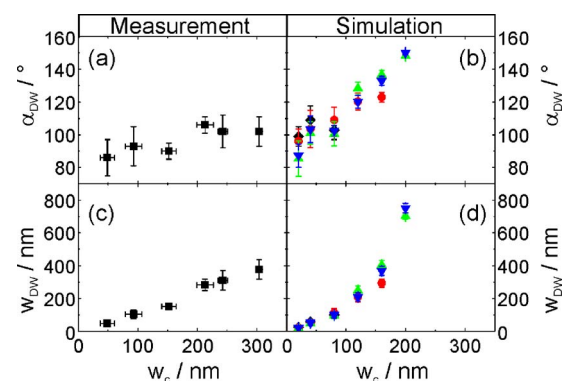 Measurement Simulation
160 (a) (b) 160
140 140
120 120
100 100
80 80
α_DW / ° α_DW / °
800 (c) (d) 800
600 600
400 400
200 200
0 0
w_DW / nm w_DW / nm
0 100 200 300 0 100 200 300
w_c / nm w_c / nm